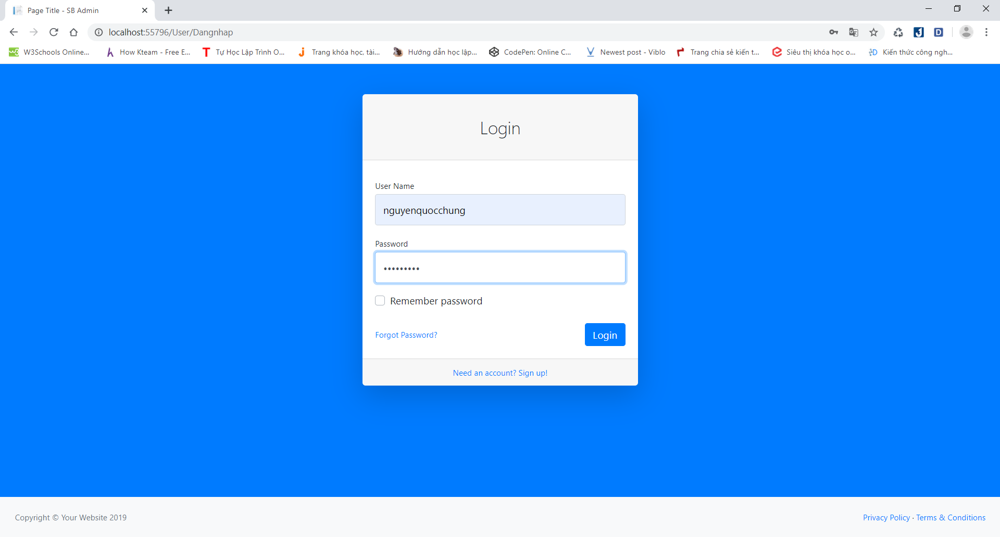 Page Title - SB Admin
localhost:55796/User/Dangnhap
W3Schools Online... How Kteam - Free E... Tự Học Lập Trình O... Trang khóa học, tài... Hướng dẫn học lập... CodePen: Online C... Newest post - Viblo Trang chia sẻ kiến t... Siêu thị khóa học o... Kiến thức công ngh...
Login
User Name
nguyenquocchung
Password
•••••••••
Remember password
Forgot Password? Login
Need an account? Sign up!
Copyright © Your Website 2019 Privacy Policy · Terms & Conditions